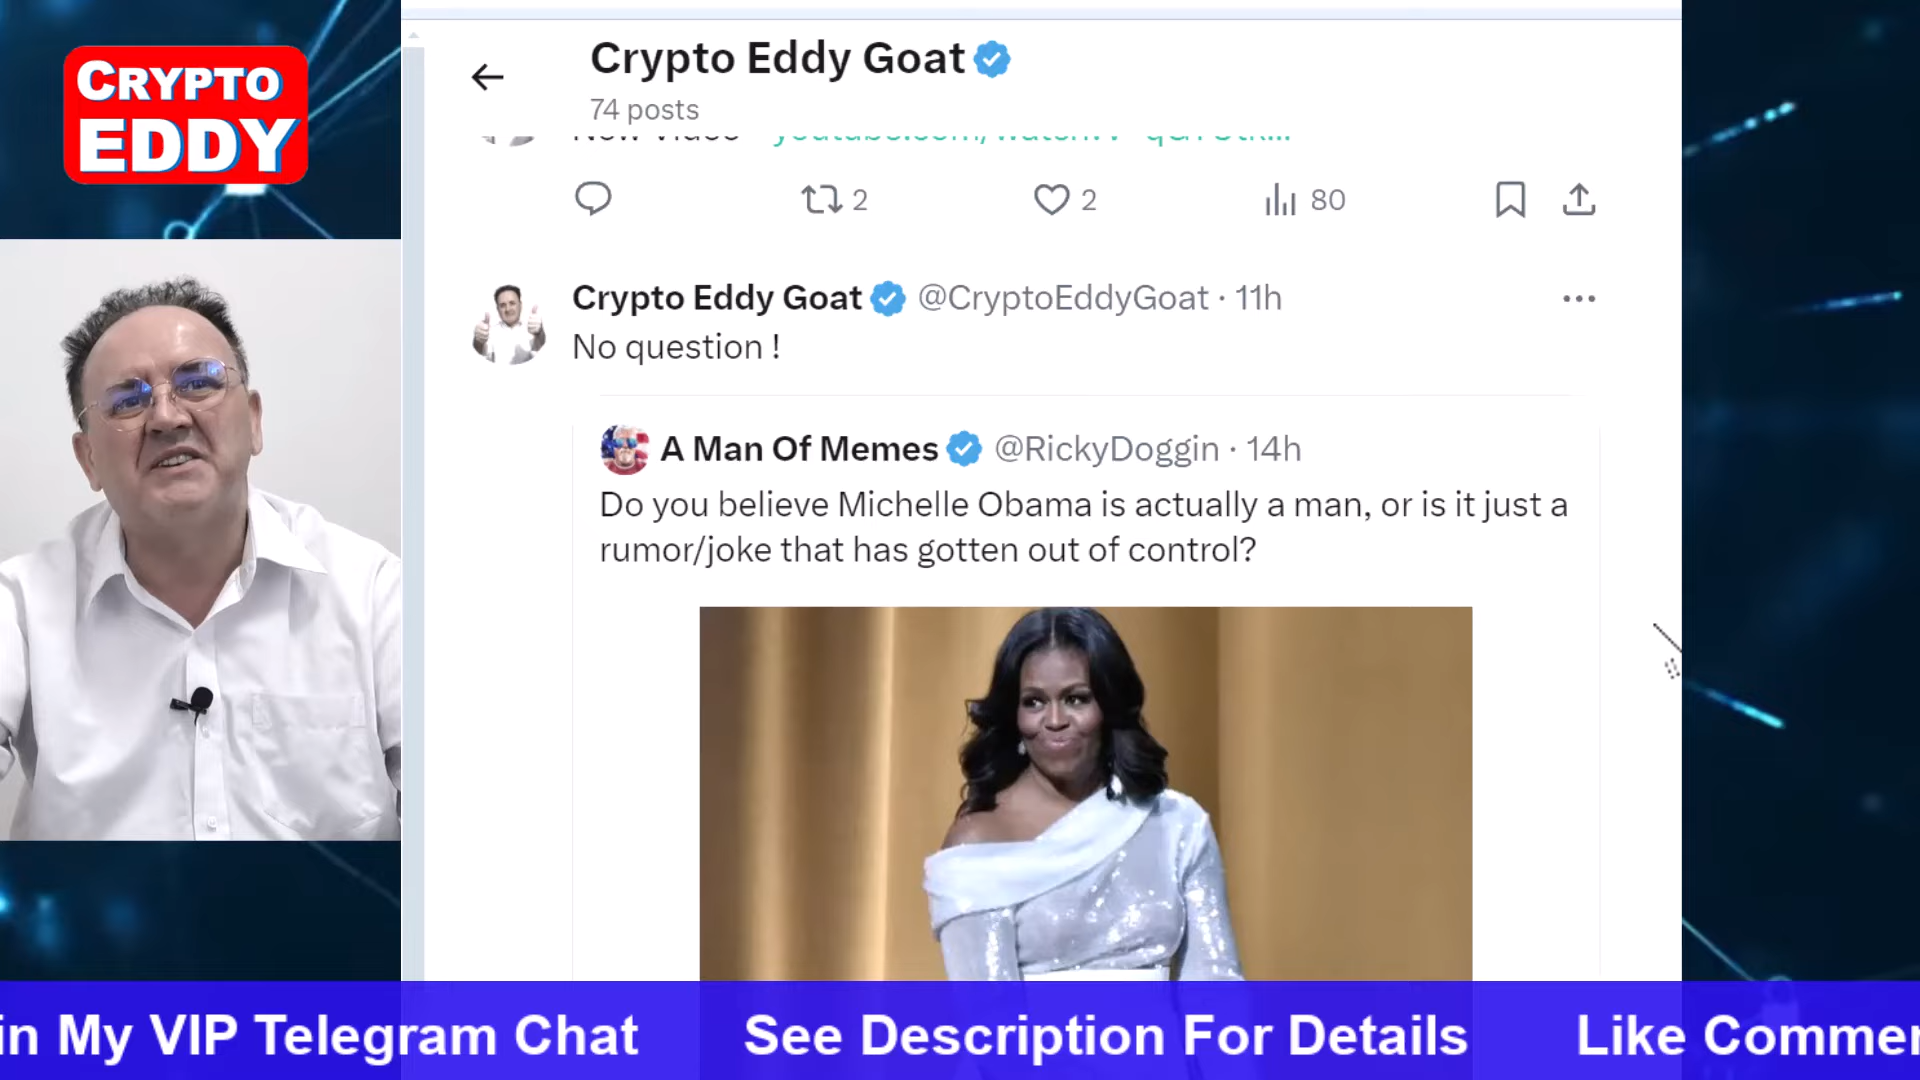 CRYPTO
EDDY
Crypto Eddy Goat
74 posts
New Video
2
2
80
Crypto Eddy Goat @CryptoEddyGoat · 11h
No question !
A Man Of Memes @RickyDoggin · 14h
Do you believe Michelle Obama is actually a man, or is it just a
rumor/joke that has gotten out of control?
in My VIP Telegram Chat See Description For Details Like Commen